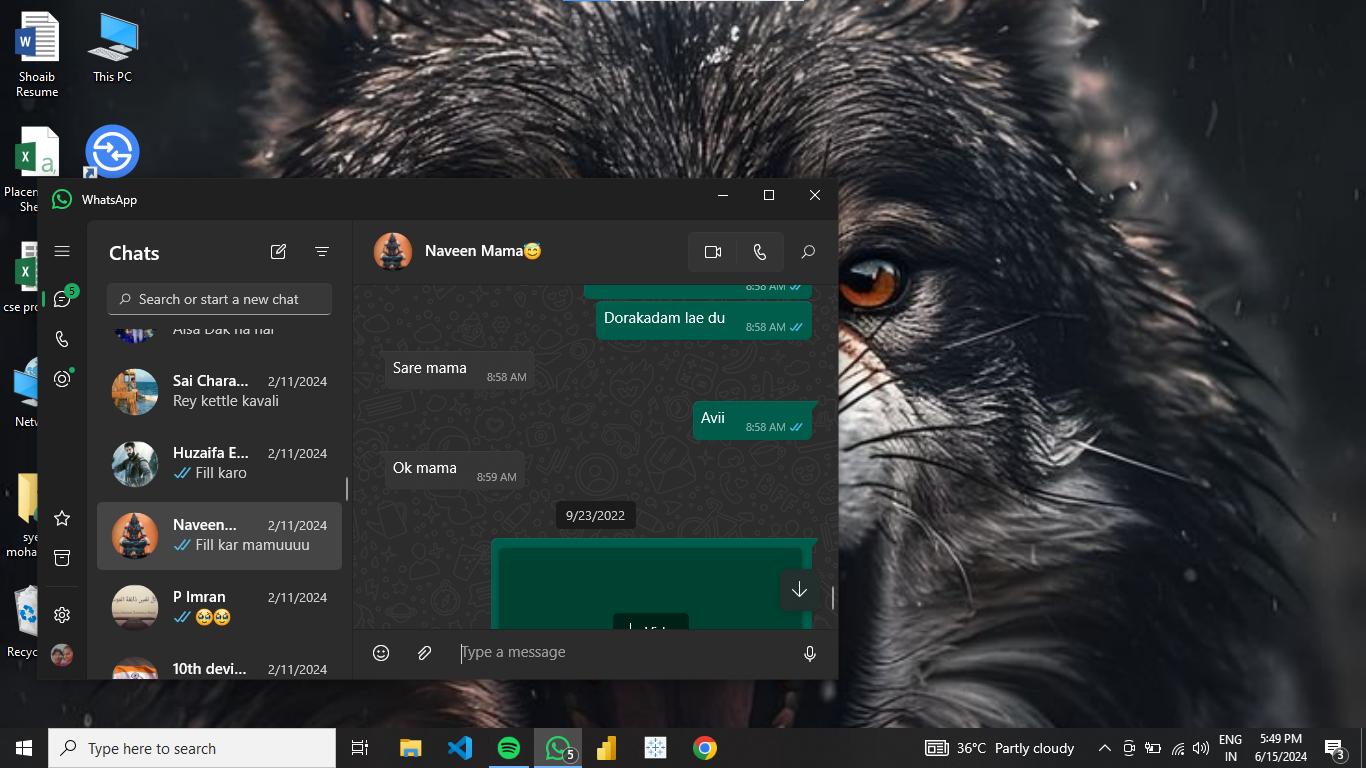 Shoaib
Resume
This PC
Placen
She
cse pro
Netw
sye
moha
Recyc
WhatsApp
Chats
Search or start a new chat
5
Aisa Dak ha hai
Sai Chara... 2/11/2024
Rey kettle kavali
Huzaifa E... 2/11/2024
Fill karo
Naveen... 2/11/2024
Fill kar mamuuuu
P Imran 2/11/2024
🥹🥹
10th devi... 2/11/2024
Naveen Mama😇
8:58 AM
Dorakadam lae du 8:58 AM
Sare mama 8:58 AM
Avii 8:58 AM
Ok mama 8:59 AM
9/23/2022
Type a message
Type here to search
5
36°C Partly cloudy
ENG
IN
5:49 PM
6/15/2024
3